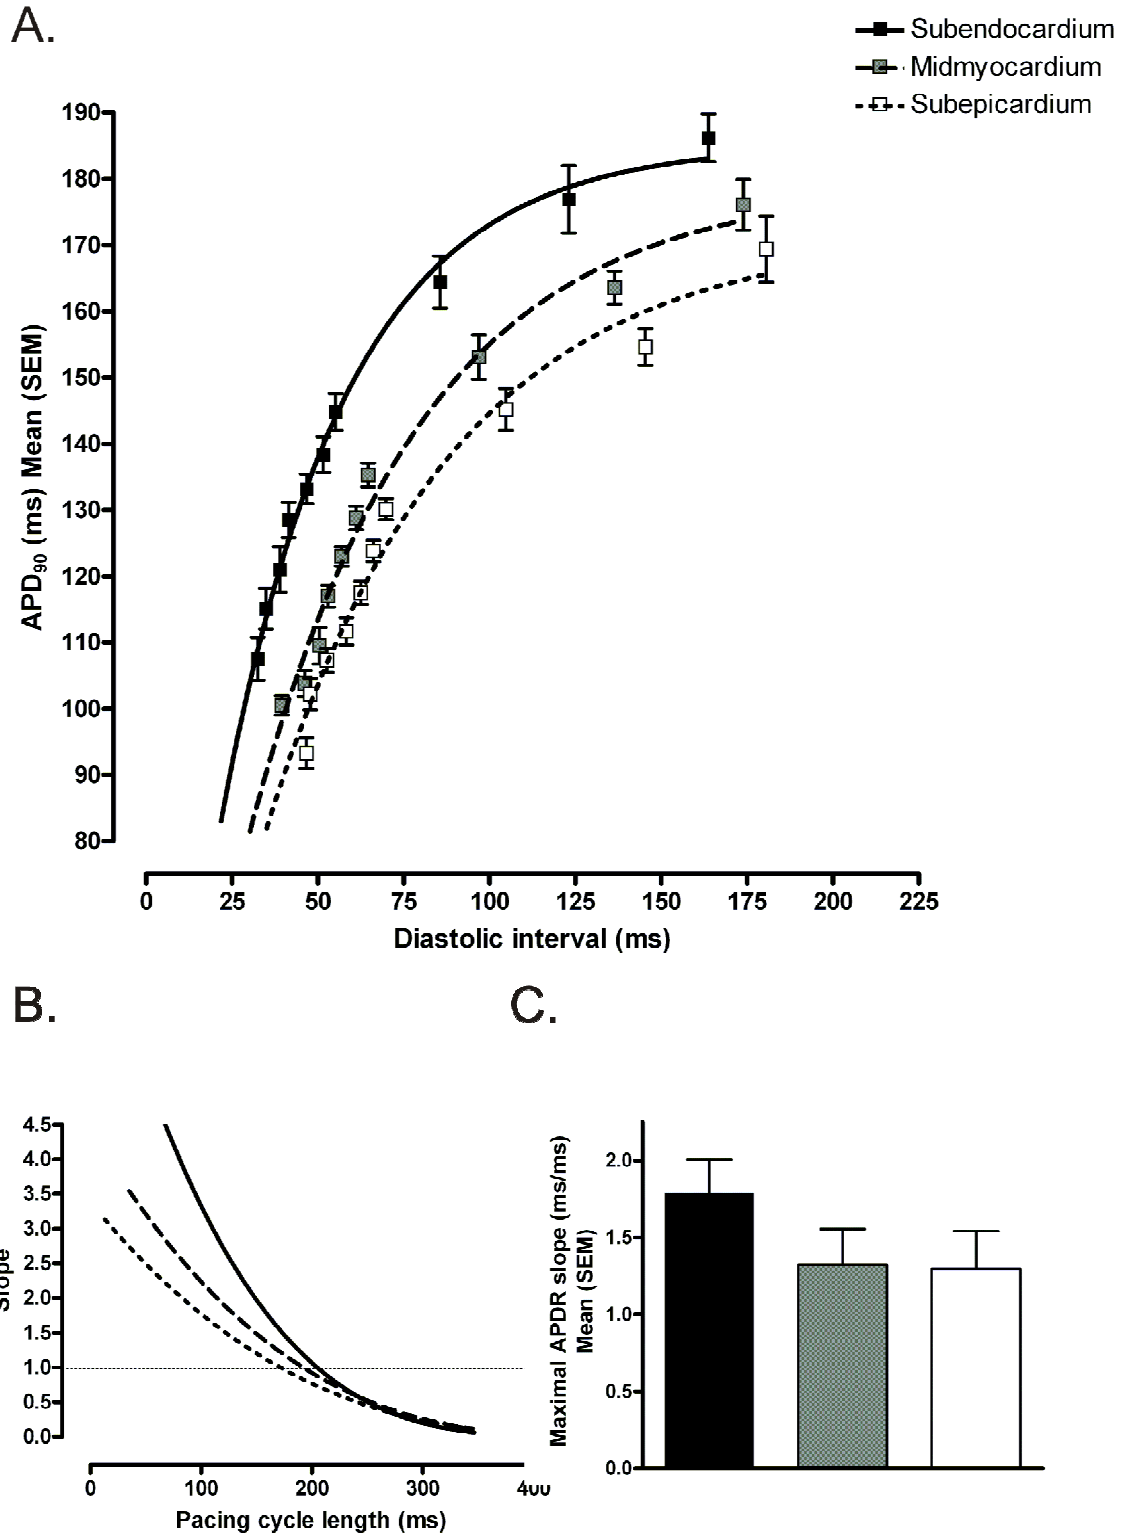 A.
Subendocardium
Midmyocardium
Subepicardium
190
180
170
160
150
140
130
120
110
100
90
80
APD90 (ms) Mean (SEM)
0 25 50 75 100 125 150 175 200 225
Diastolic interval (ms)
B.
4.5
4.0
3.5
3.0
2.5
2.0
1.5
1.0
0.5
0.0
Slope
0 100 200 300 400
Pacing cycle length (ms)
C.
Maximal APDR slope (ms/ms)
Mean (SEM)
2.0
1.5
1.0
0.5
0.0